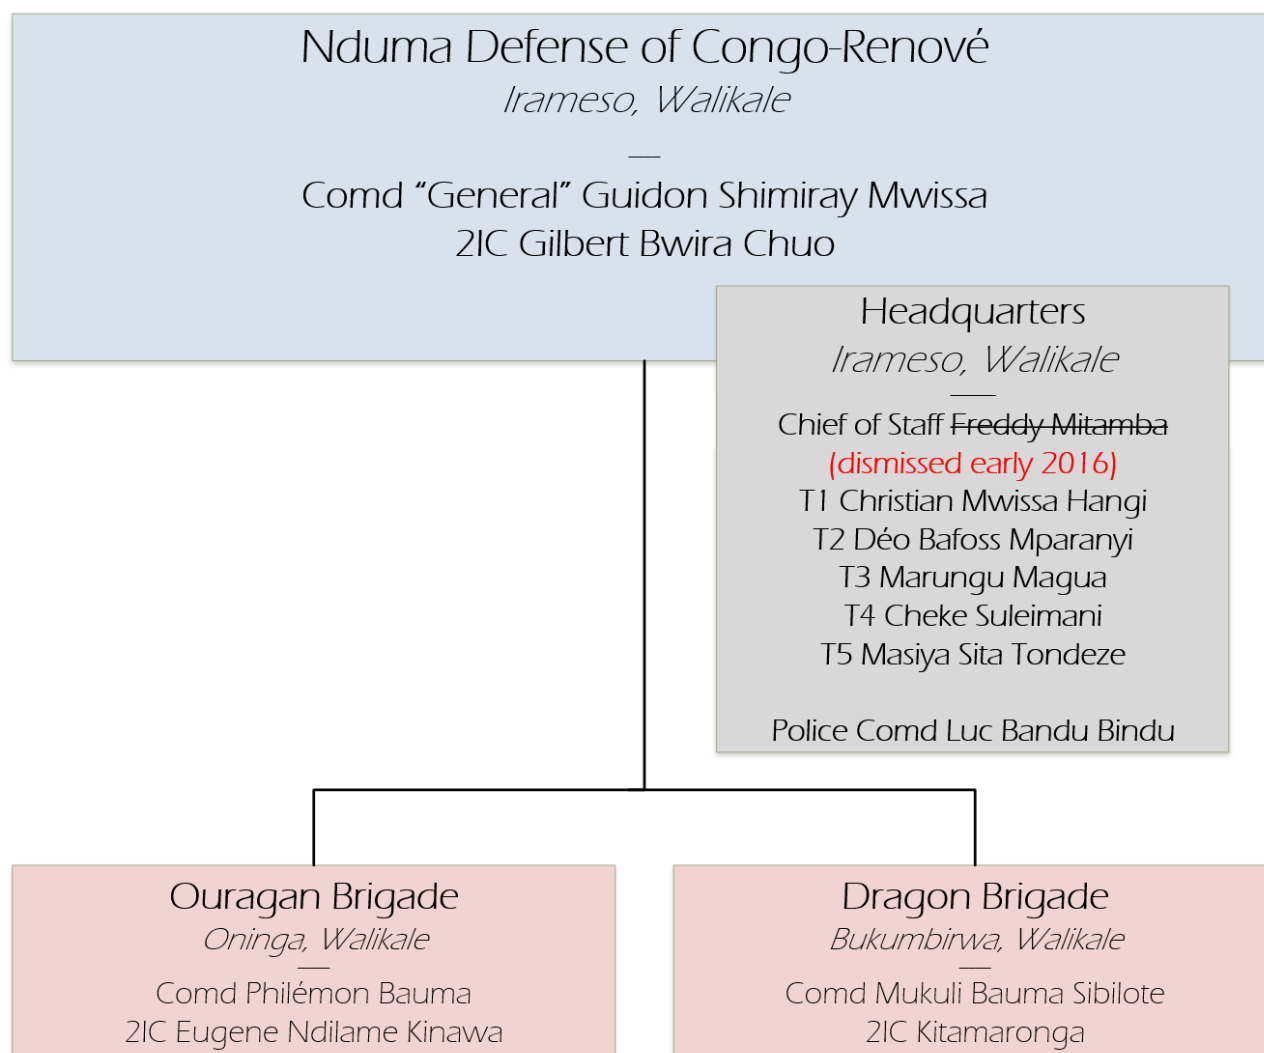 Nduma Defense of Congo-Renové
Irameso, Walikale
Comd “General” Guidon Shimiray Mwissa
2IC Gilbert Bwira Chuo
Headquarters
Irameso, Walikale
Chief of Staff Freddy Mitamba
(dismissed early 2016)
T1 Christian Mwissa Hangi
T2 Déo Bafoss Mparanyi
T3 Marungu Magua
T4 Cheke Suleimani
T5 Masiya Sita Tondeze
Police Comd Luc Bandu Bindu
Ouragan Brigade
Oninga, Walikale
Comd Philémon Bauma
2IC Eugene Ndilame Kinawa
Dragon Brigade
Bukumbirwa, Walikale
Comd Mukuli Bauma Sibilote
2IC Kitamaronga